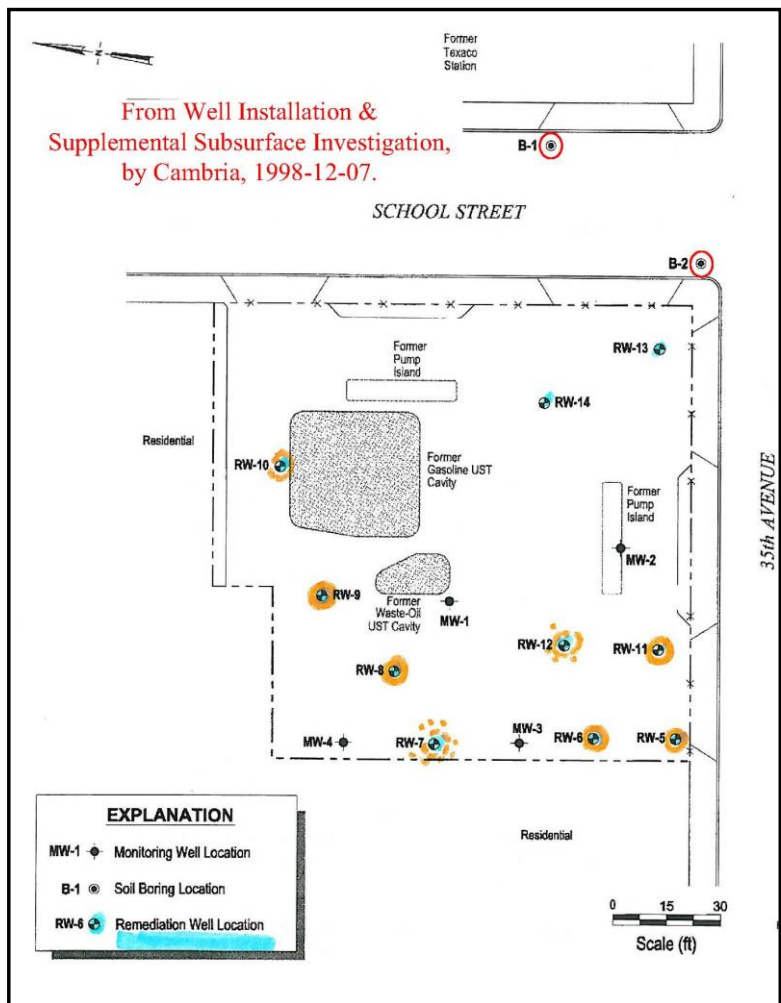 Former
Texaco
Station
N
From Well Installation &
Supplemental Subsurface Investigation,
by Cambria, 1998-12-07.
B-1
SCHOOL STREET
B-2
RW-13
Former
Pump
Island
RW-14
Residential
RW-10
Former
Gasoline UST
Cavity
Former
Pump
Island
35th AVENUE
MW-2
RW-9
Former
Waste-Oil
UST Cavity
MW-1
RW-12
RW-11
RW-8
MW-4
RW-7
MW-3
RW-6
RW-5
EXPLANATION
MW-1 Monitoring Well Location
B-1 Soil Boring Location
RW-6 Remediation Well Location
Residential
0 15 30
Scale (ft)